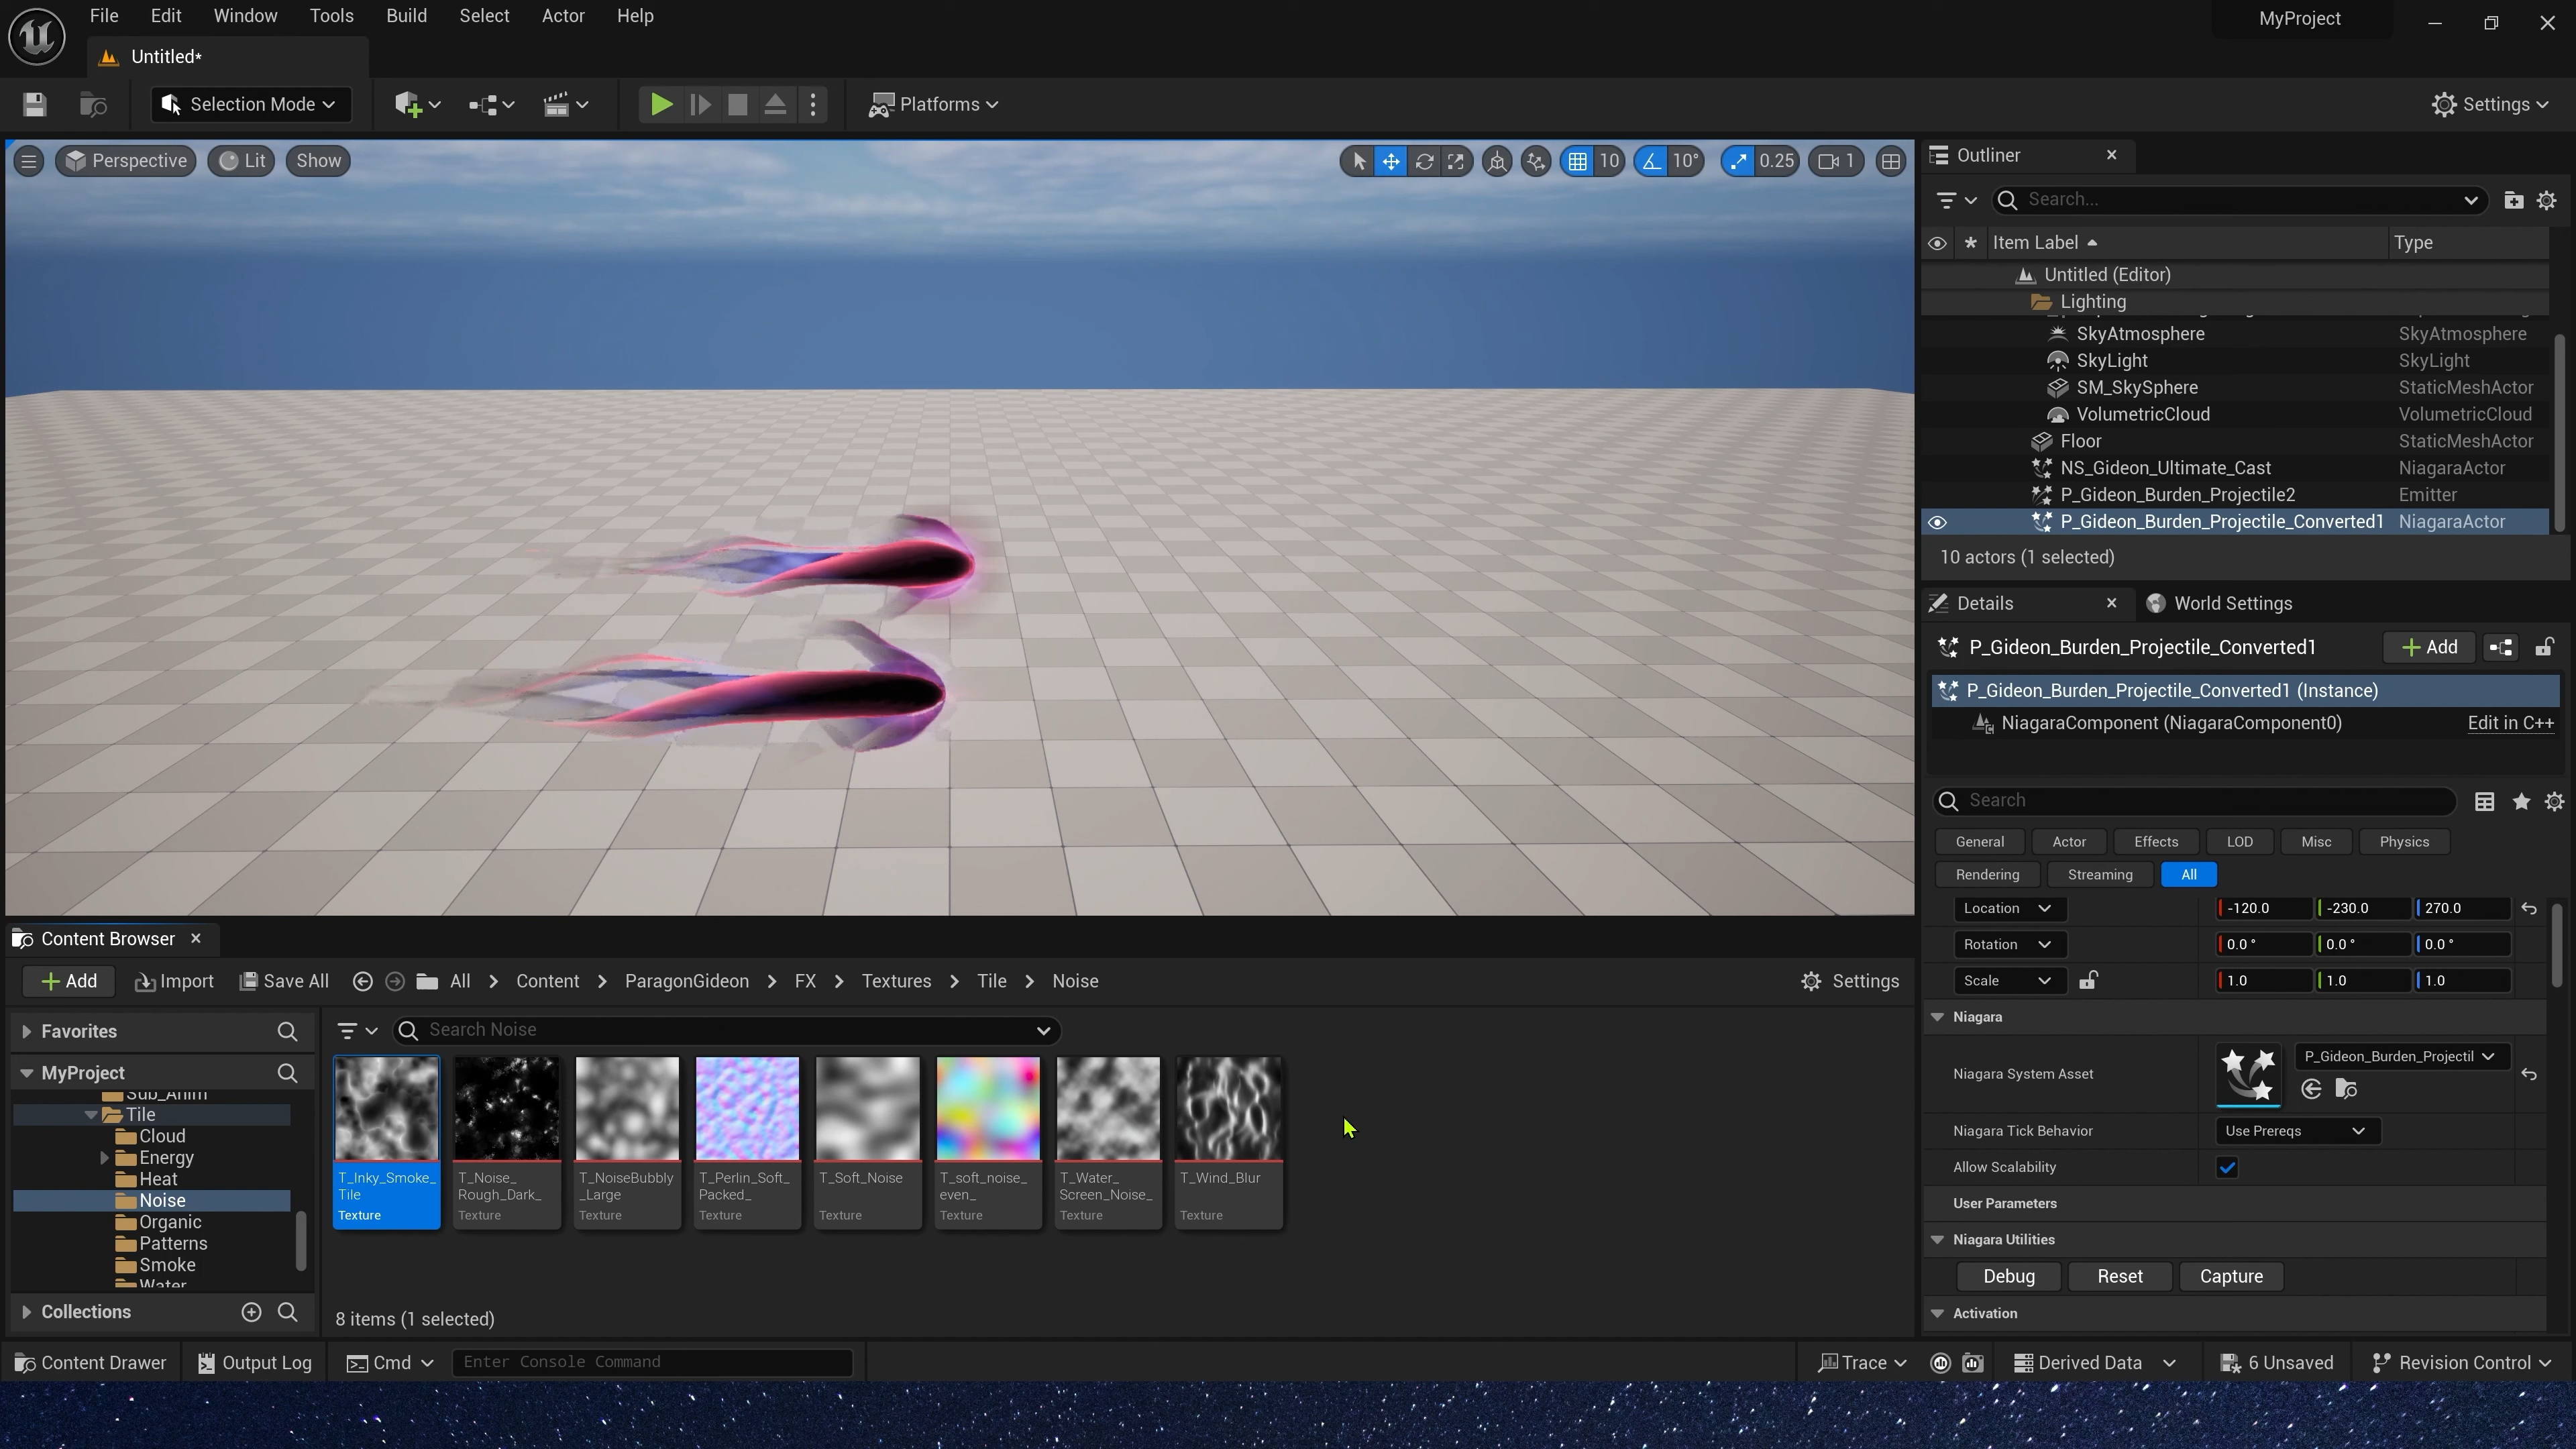 File Edit Window Tools Build Select Actor Help
MyProject
Untitled*
Selection Mode
Platforms
Settings
Perspective Lit Show
10 10° 0.25 1
Outliner
Search...
Item Label Type
Untitled (Editor)
Lighting
SkyAtmosphere SkyAtmosphere
SkyLight SkyLight
SM_SkySphere StaticMeshActor
VolumetricCloud VolumetricCloud
Floor StaticMeshActor
NS_Gideon_Ultimate_Cast NiagaraActor
P_Gideon_Burden_Projectile2 Emitter
P_Gideon_Burden_Projectile_Converted1 NiagaraActor
10 actors (1 selected)
Details World Settings
P_Gideon_Burden_Projectile_Converted1 Add
P_Gideon_Burden_Projectile_Converted1 (Instance)
NiagaraComponent (NiagaraComponent0) Edit in C++
Search
General Actor Effects LOD Misc Physics
Rendering Streaming All
Location -120.0 -230.0 270.0
Rotation 0.0 ° 0.0 ° 0.0 °
Scale 1.0 1.0 1.0
Niagara
Niagara System Asset P_Gideon_Burden_Projectil
Niagara Tick Behavior Use Prereqs
Allow Scalability
User Parameters
Niagara Utilities
Debug Reset Capture
Activation
Content Browser
Add Import Save All All Content ParagonGideon FX Textures Tile Noise Settings
Favorites
Search Noise
MyProject
Sub_Anim
Tile
Cloud
Energy
Heat
Noise
Organic
Patterns
Smoke
Water
Collections
T_Inky_Smoke_
Tile
Texture
T_Noise_
Rough_Dark_
Texture
T_NoiseBubbly
_Large
Texture
T_Perlin_Soft_
Packed_
Texture
T_Soft_Noise
Texture
T_soft_noise_
even_
Texture
T_Water_
Screen_Noise_
Texture
T_Wind_Blur
Texture
8 items (1 selected)
Content Drawer Output Log Cmd Enter Console Command Trace Derived Data 6 Unsaved Revision Control